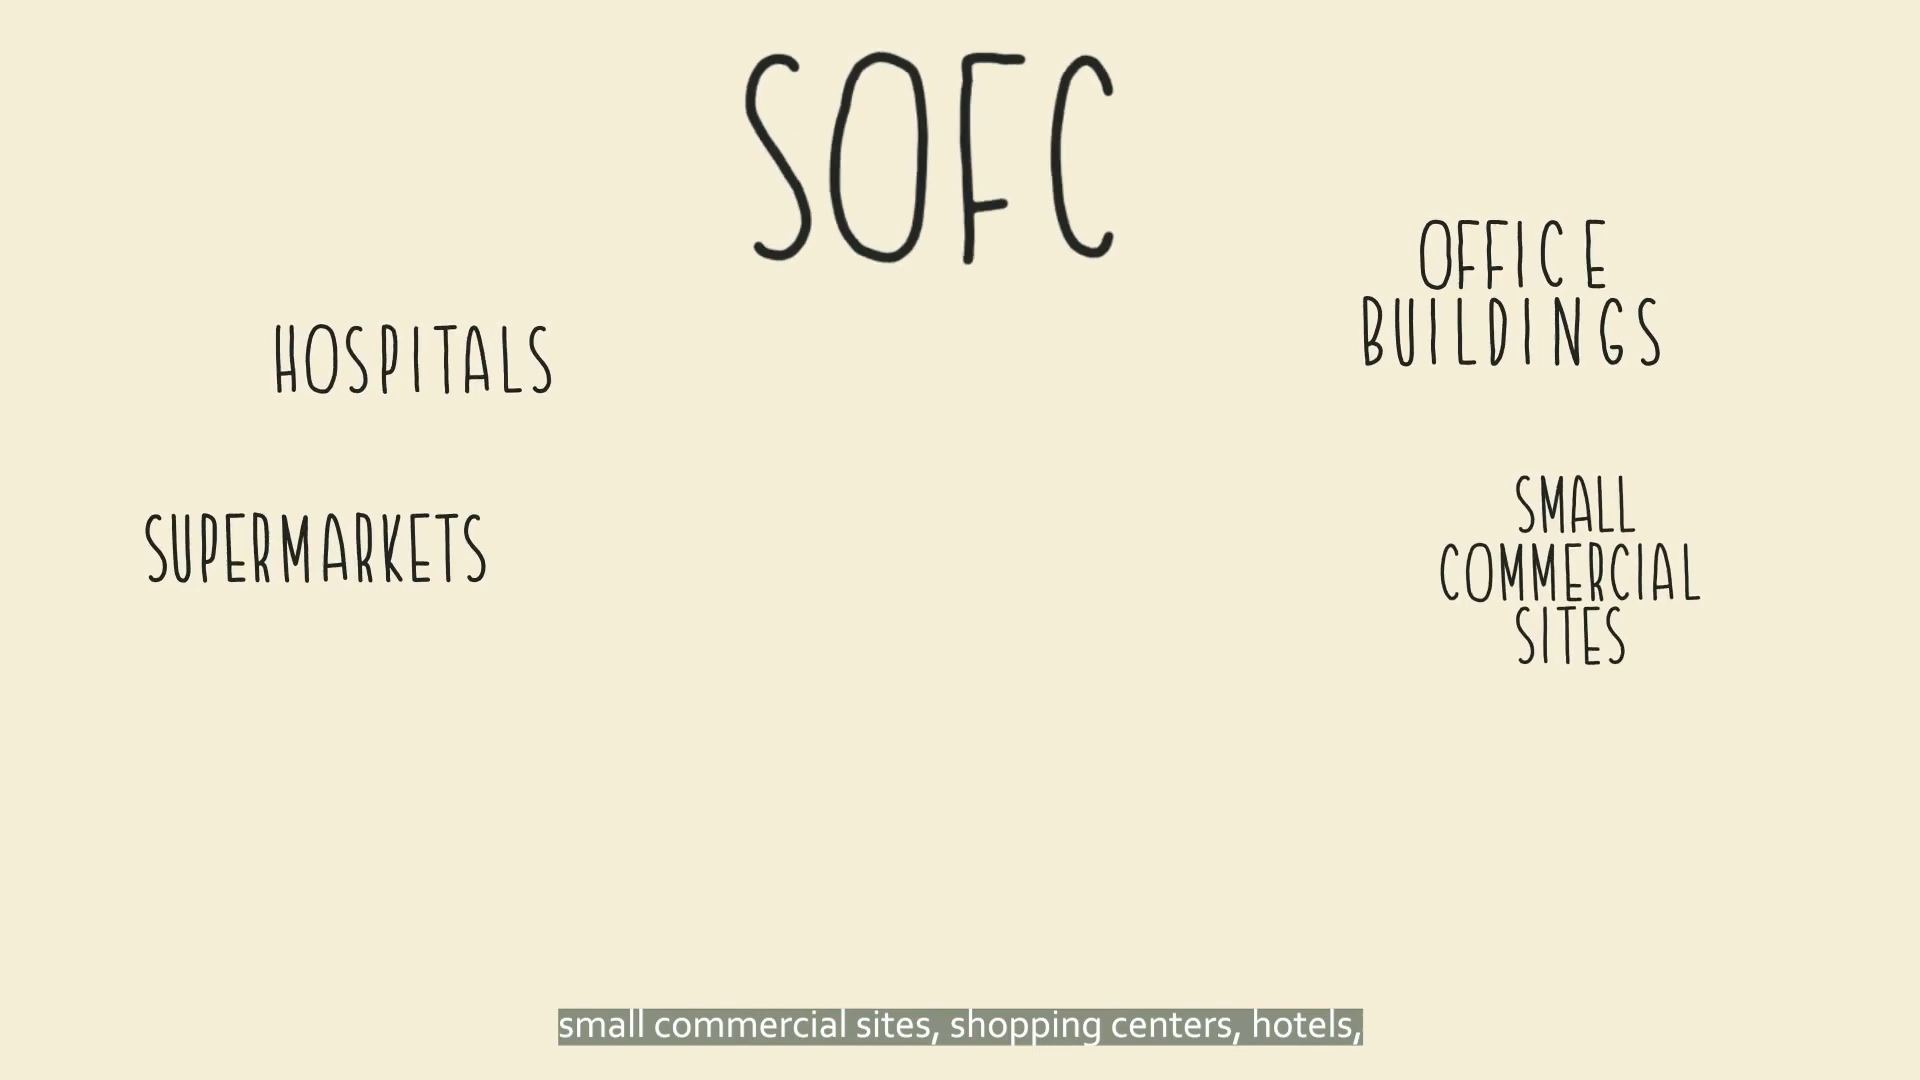 SOFC
HOSPITALS
OFFICE
BUILDINGS
SUPERMARKETS
SMALL
COMMERCIAL
SITES
small commercial sites, shopping centers, hotels,